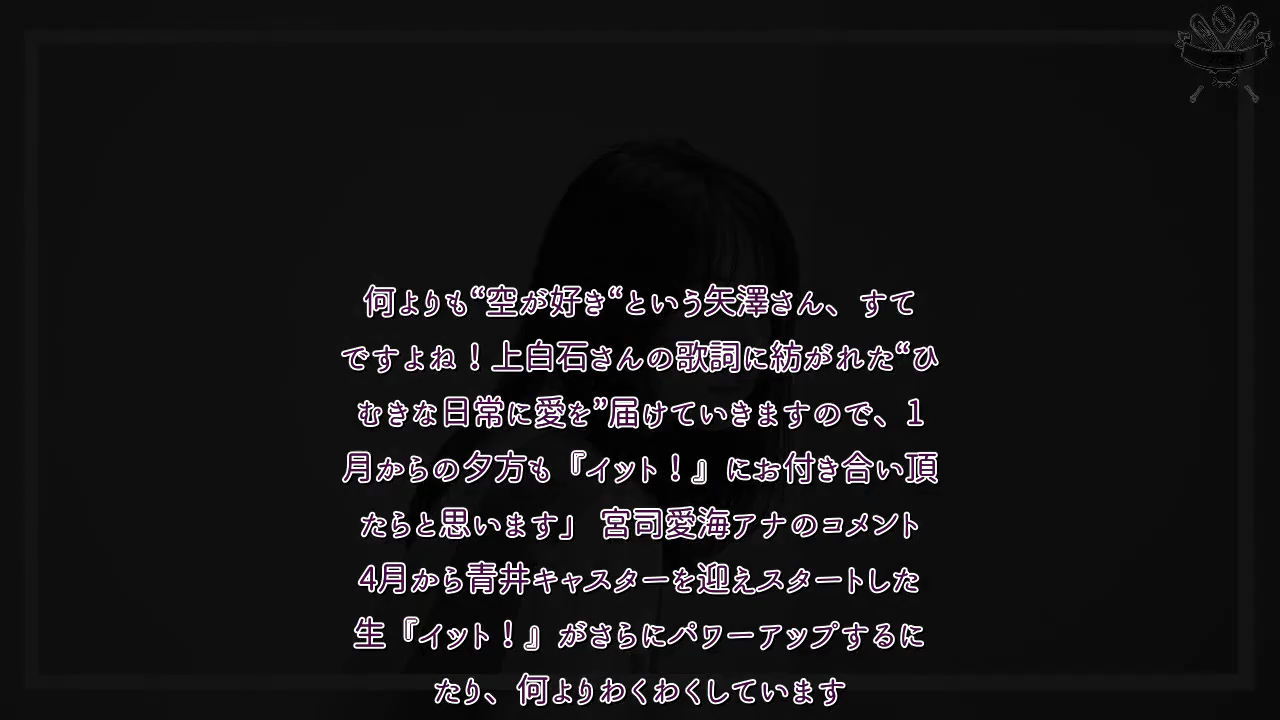 何よりも“空が好き“という矢澤さん、すて
ですよね！上白石さんの歌詞に紡がれた“ひ
むきな日常に愛を”届けていきますので、1
月からの夕方も『イット！』にお付き合い頂
たらと思います」 宮司愛海アナのコメント
4月から青井キャスターを迎えスタートした
生『イット！』がさらにパワーアップするに
たり、何よりわくわくしています